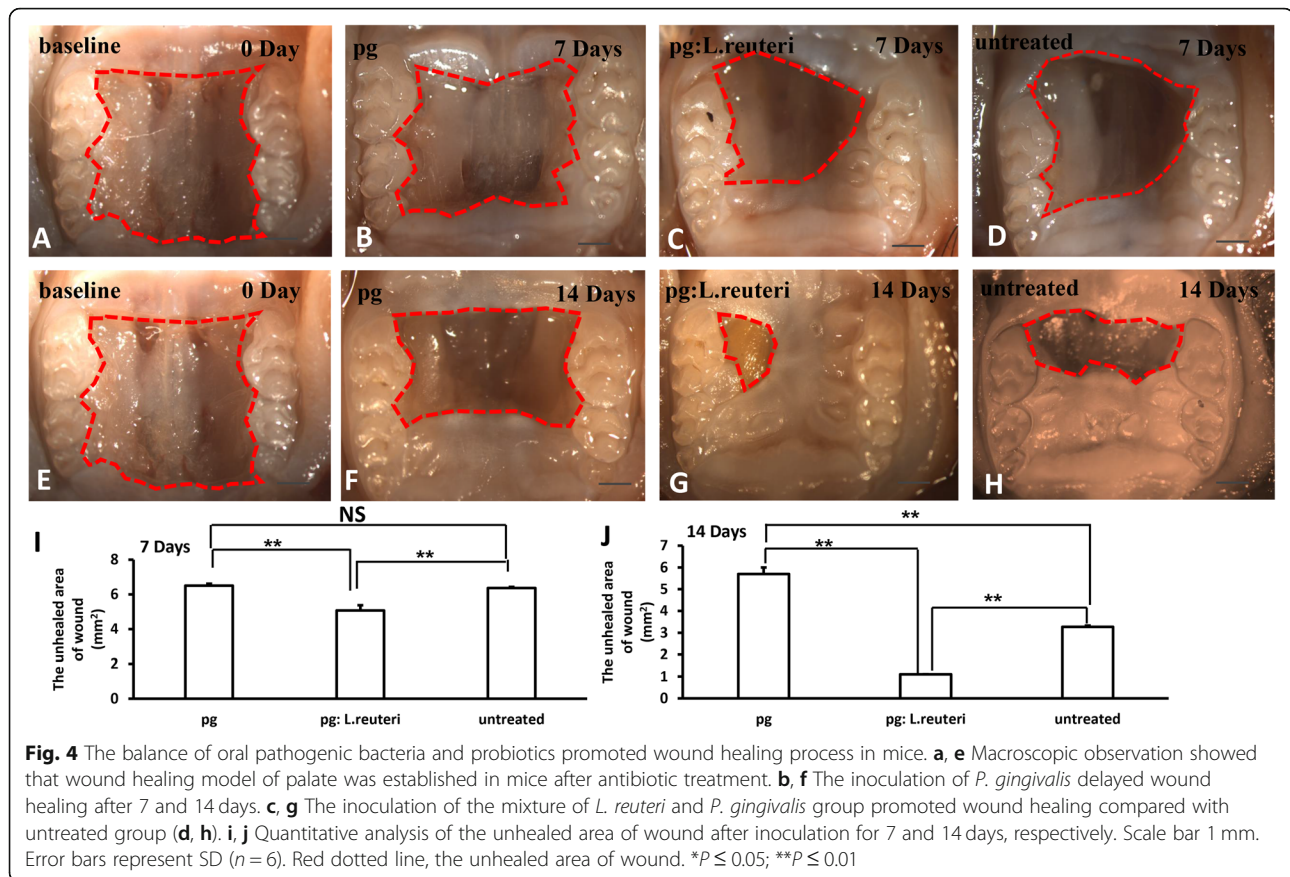 baseline 0 Day
A
pg 7 Days
B
pg:L.reuteri 7 Days
C
untreated 7 Days
D
baseline 0 Day
E
pg 14 Days
F
pg:L.reuteri 14 Days
G
untreated 14 Days
H
I
7 Days
NS
**
**
The unhealed area
of wound
(mm²)
8
6
4
2
0
pg
pg: L.reuteri
untreated
J
14 Days
**
**
**
The unhealed area
of wound
(mm²)
7
6
5
4
3
2
1
0
pg
pg: L.reuteri
untreated
Fig. 4 The balance of oral pathogenic bacteria and probiotics promoted wound healing process in mice. a, e Macroscopic observation showed
that wound healing model of palate was established in mice after antibiotic treatment. b, f The inoculation of P. gingivalis delayed wound
healing after 7 and 14 days. c, g The inoculation of the mixture of L. reuteri and P. gingivalis group promoted wound healing compared with
untreated group (d, h). i, j Quantitative analysis of the unhealed area of wound after inoculation for 7 and 14 days, respectively. Scale bar 1 mm.
Error bars represent SD (n = 6). Red dotted line, the unhealed area of wound. *P ≤ 0.05; **P ≤ 0.01